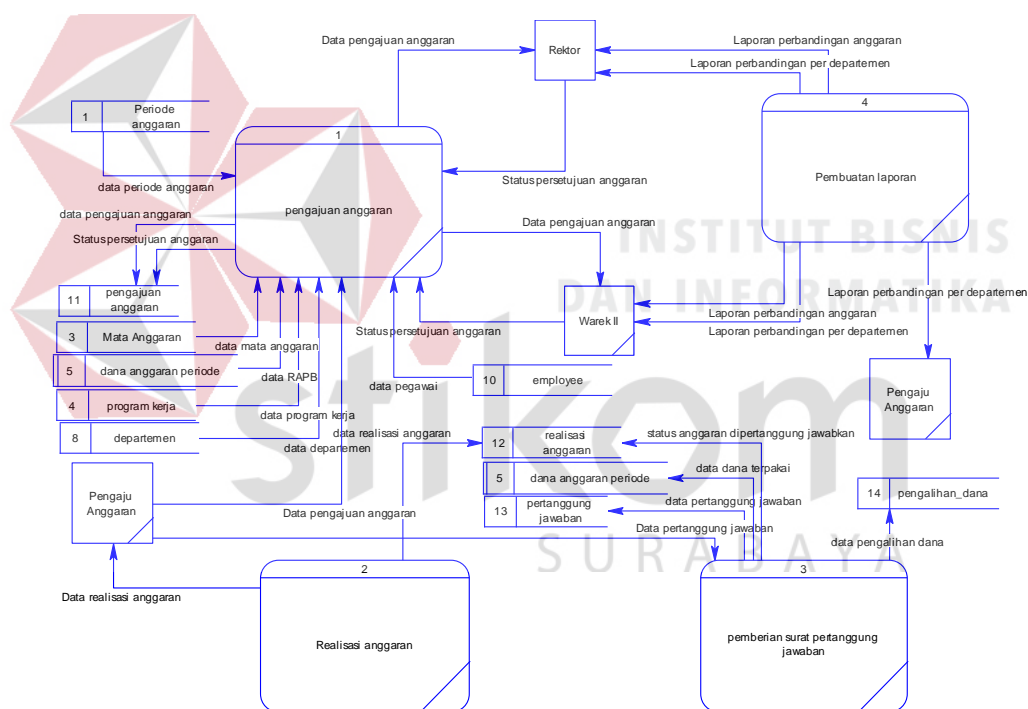 Data pengajuan anggaran
Rektor
Laporan perbandingan anggaran
Laporan perbandingan per departemen
1
Periode
anggaran
1
pengajuan anggaran
4
Pembuatan laporan
data periode anggaran
Status persetujuan anggaran
data pengajuan anggaran
Status persetujuan anggaran
Data pengajuan anggaran
INSTITUT BISNIS
DAN INFORMATIKA
11
pengajuan
anggaran
Laporan perbandingan per departemen
Laporan perbandingan anggaran
Laporan perbandingan per departemen
Warek II
Status persetujuan anggaran
3
Mata Anggaran
data mata anggaran
5
dana anggaran periode
data RAPB
10
employee
data pegawai
Pengaju
Anggaran
4
program kerja
data program kerja
8
departemen
data departemen
stikom
data realisasi anggaran
12
realisasi
anggaran
status anggaran dipertanggung jawabkan
5
dana anggaran periode
data dana terpakai
13
pertanggung
jawaban
data pertanggung jawaban
14
pengalihan_dana
Pengaju
Anggaran
Data pengajuan anggaran
Data pertanggung jawaban
data pengalihan dana
SURABAYA
2
Realisasi anggaran
Data realisasi anggaran
3
pemberian surat pertanggung
jawaban